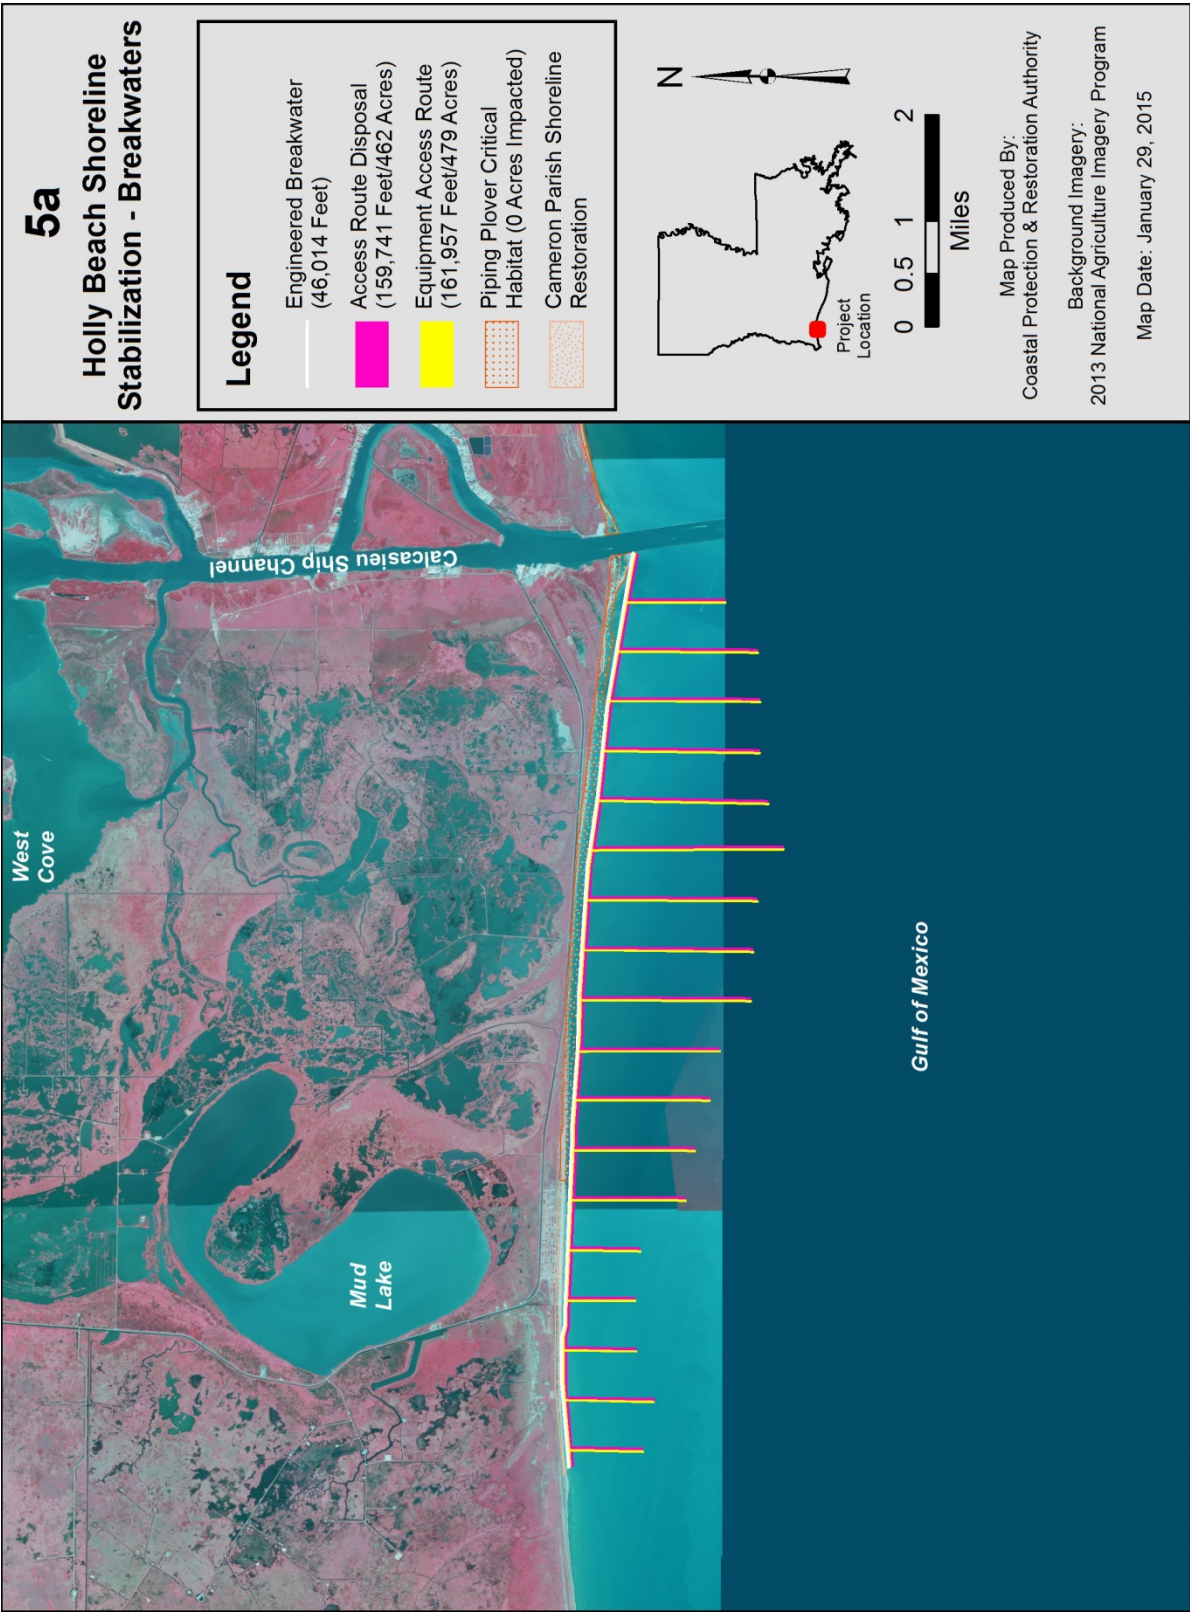 5a
Holly Beach Shoreline
Stabilization - Breakwaters
Legend
Engineered Breakwater
(46,014 Feet)
Access Route Disposal
(159,741 Feet/462 Acres)
Equipment Access Route
(161,957 Feet/479 Acres)
Piping Plover Critical
Habitat (0 Acres Impacted)
Cameron Parish Shoreline
Restoration
N
Project
Location
0 0.5 1 2
Miles
Map Produced By:
Coastal Protection & Restoration Authority
Background Imagery:
2013 National Agriculture Imagery Program
Map Date: January 29, 2015
West
Cove
Calcasieu Ship Channel
Mud
Lake
Gulf of Mexico